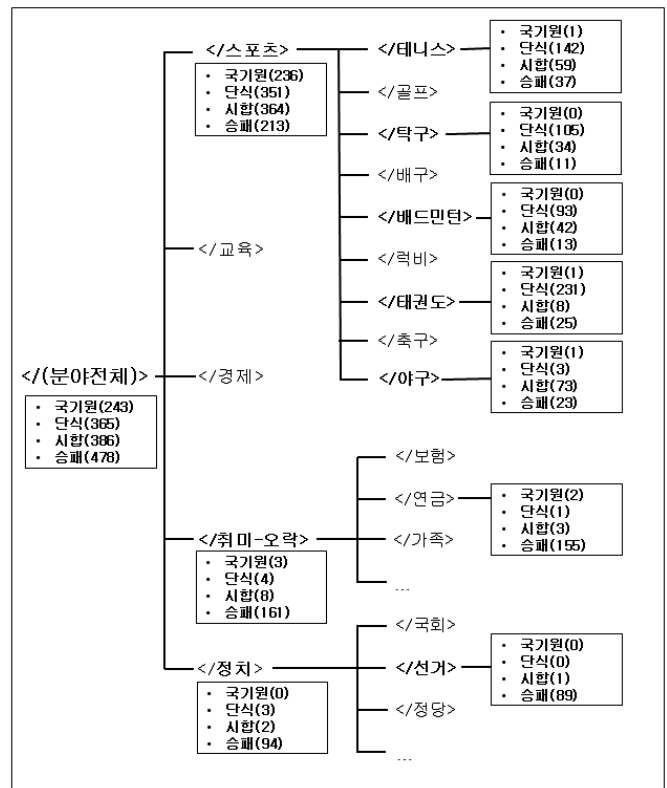 </(분야전체)>
• 국기원(243)
• 단식(365)
• 시합(386)
• 승패(478)
</스포츠>
• 국기원(236)
• 단식(351)
• 시합(364)
• 승패(213)
</테니스>
• 국기원(1)
• 단식(142)
• 시합(59)
• 승패(37)
</골프>
</탁구>
• 국기원(0)
• 단식(105)
• 시합(34)
• 승패(11)
</배구>
</배드민턴>
• 국기원(0)
• 단식(93)
• 시합(42)
• 승패(13)
</럭비>
</태권도>
• 국기원(1)
• 단식(231)
• 시합(8)
• 승패(25)
</축구>
</야구>
• 국기원(1)
• 단식(3)
• 시합(73)
• 승패(23)
</교육>
</경제>
</취미-오락>
• 국기원(3)
• 단식(4)
• 시합(8)
• 승패(161)
</보험>
</연금>
• 국기원(2)
• 단식(1)
• 시합(3)
• 승패(155)
</가족>
...
</정치>
• 국기원(0)
• 단식(3)
• 시합(2)
• 승패(94)
</국회>
</선거>
• 국기원(0)
• 단식(0)
• 시합(1)
• 승패(89)
</정당>
...